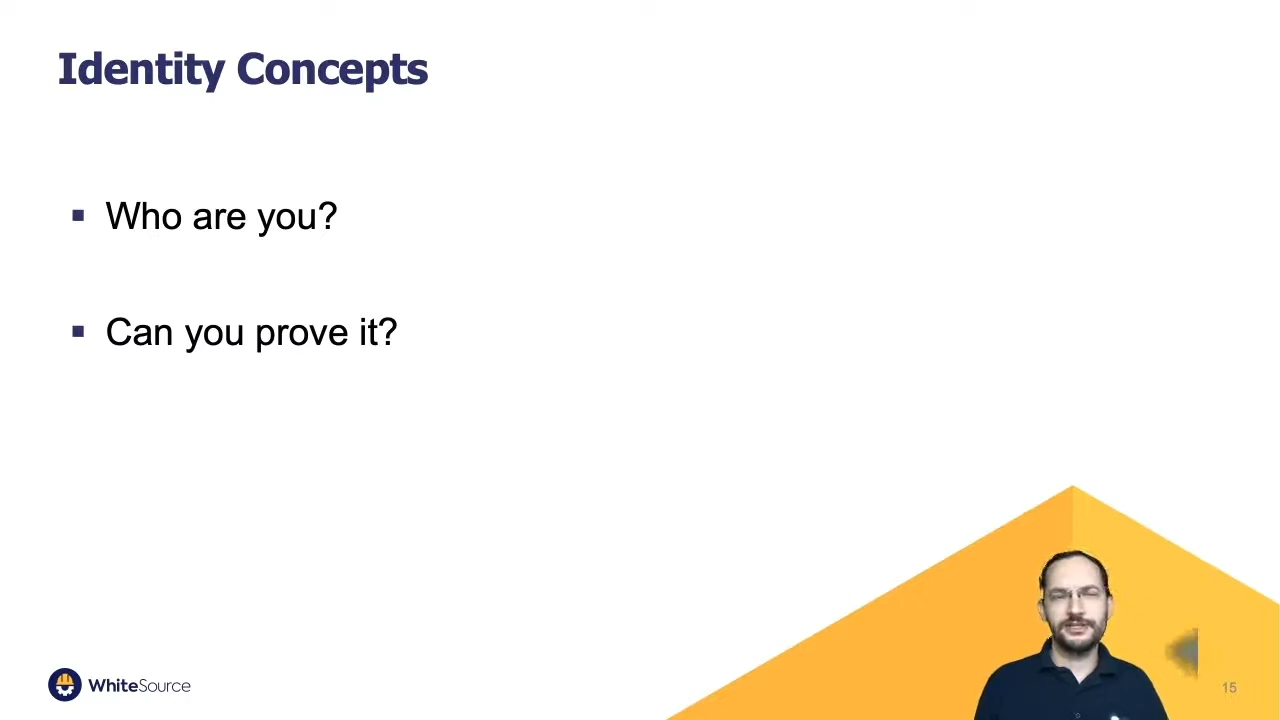 Identity Concepts
Who are you?
Can you prove it?
WhiteSource
15